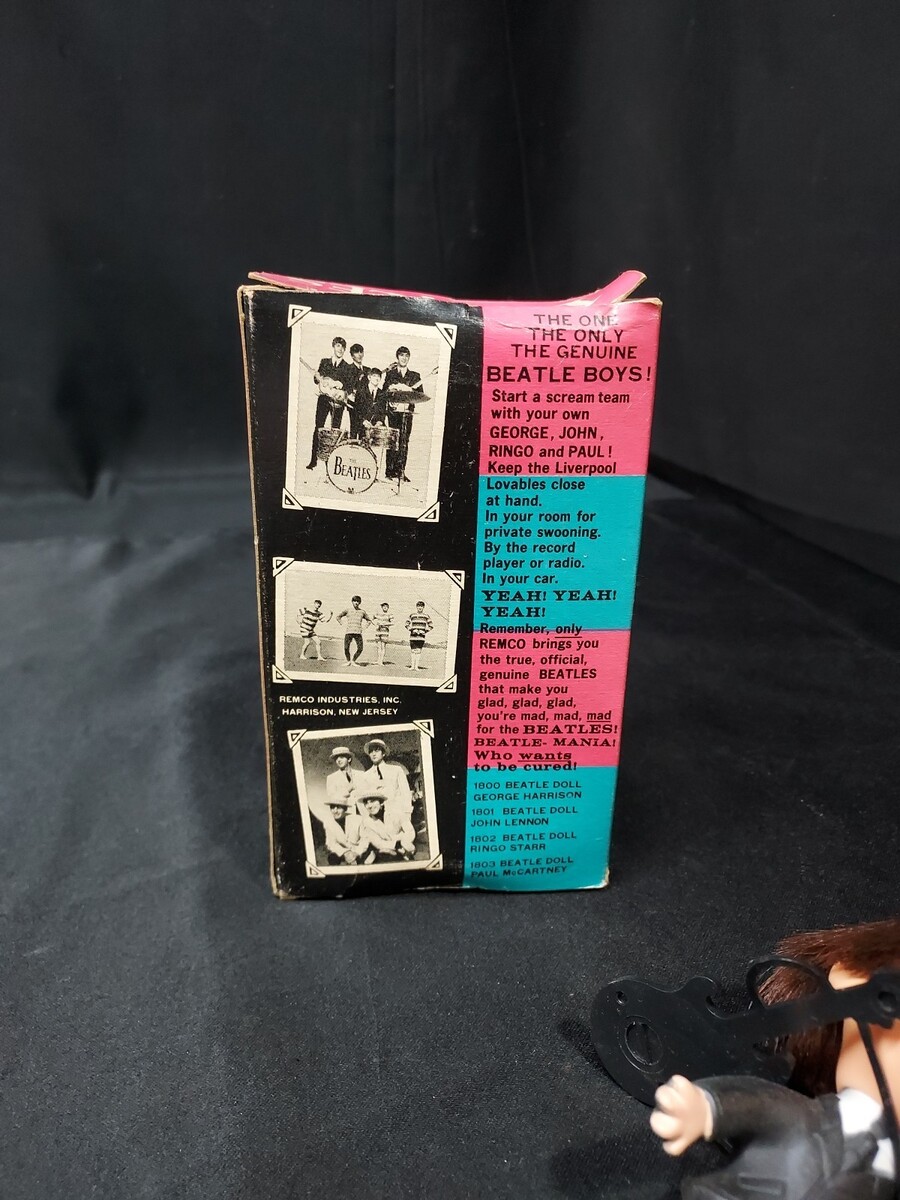 THE BEATLES
REMCO INDUSTRIES, INC.
HARRISON, NEW JERSEY
THE ONE
THE ONLY
THE GENUINE
BEATLE BOYS!
Start a scream team
with your own
GEORGE, JOHN,
RINGO and PAUL!
Keep the Liverpool
Lovables close
at hand.
In your room for
private swooning.
By the record
player or radio.
In your car.
YEAH! YEAH!
YEAH!
Remember, only
REMCO brings you
the true, official,
genuine BEATLES
that make you
glad, glad, glad,
you're mad, mad, mad
for the BEATLES!
BEATLE-MANIA!
Who wants
to be cured!
1800 BEATLE DOLL
GEORGE HARRISON
1801 BEATLE DOLL
JOHN LENNON
1802 BEATLE DOLL
RINGO STARR
1803 BEATLE DOLL
PAUL McCARTNEY